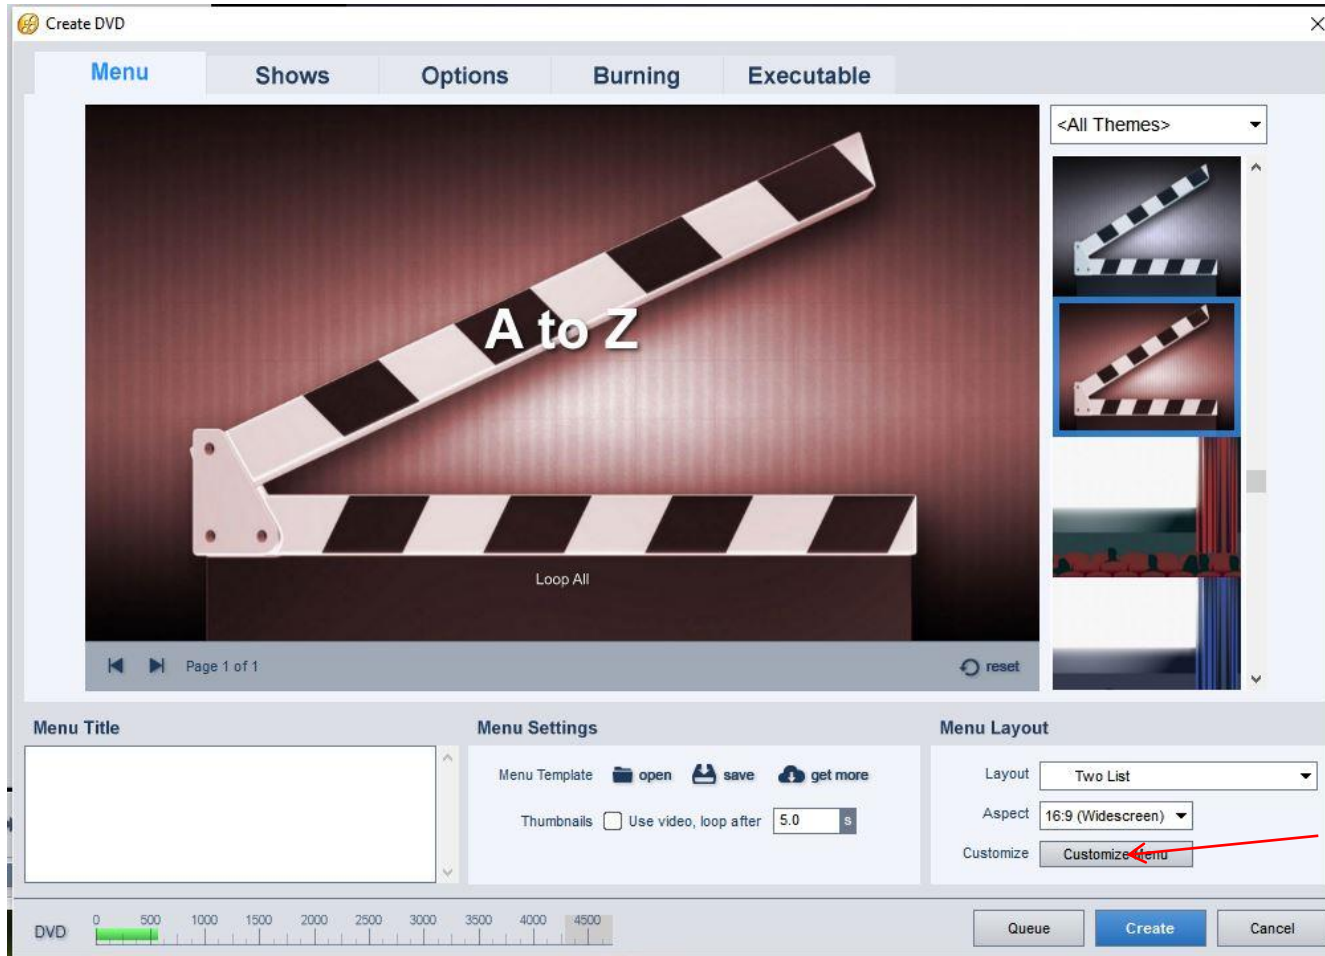 Create DVD
Menu Shows Options Burning Executable
<All Themes>
A to Z
Loop All
Page 1 of 1 reset
Menu Title Menu Settings Menu Layout
Menu Template open save get more
Layout Two List
Thumbnails Use video, loop after 5.0 s
Aspect 16:9 (Widescreen)
Customize Customize Menu
DVD 0 500 1000 1500 2000 2500 3000 3500 4000 4500
Queue Create Cancel